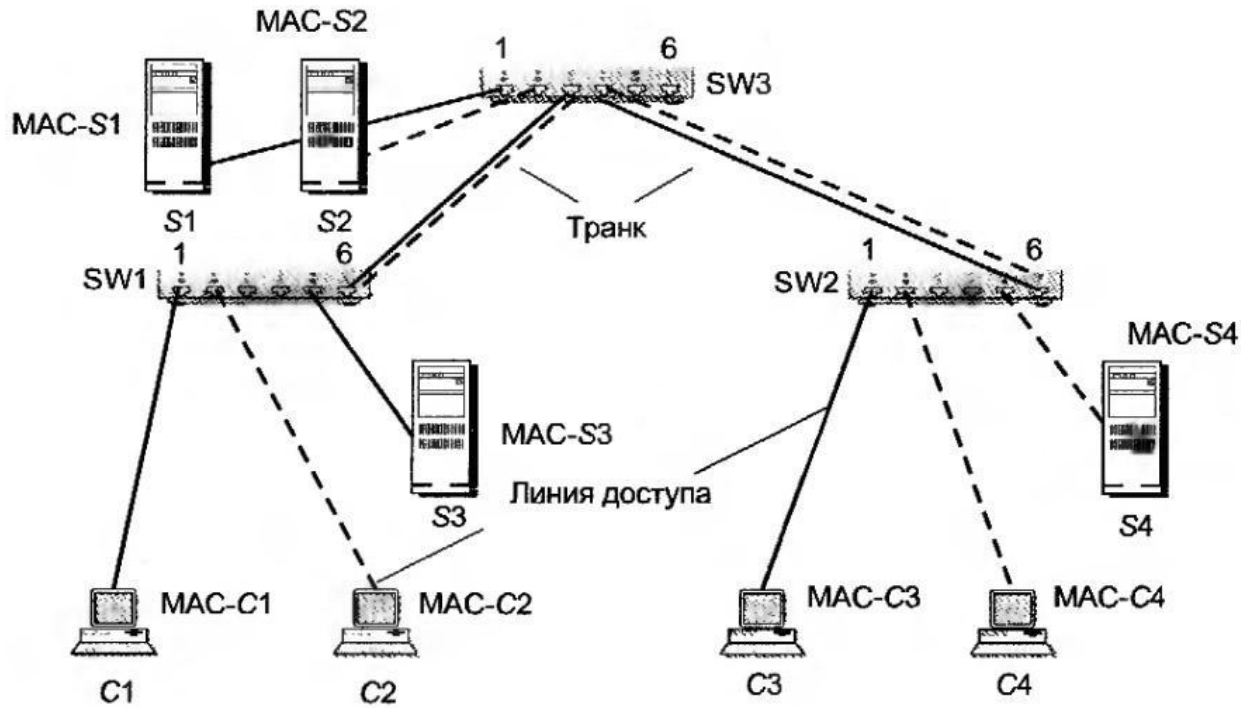 MAC-S2
1
6
SW3
MAC-S1
S1
S2
Транк
1
6
SW1
1
6
SW2
MAC-S4
MAC-S3
Линия доступа
S3
S4
MAC-C1
MAC-C2
MAC-C3
MAC-C4
C1
C2
C3
C4